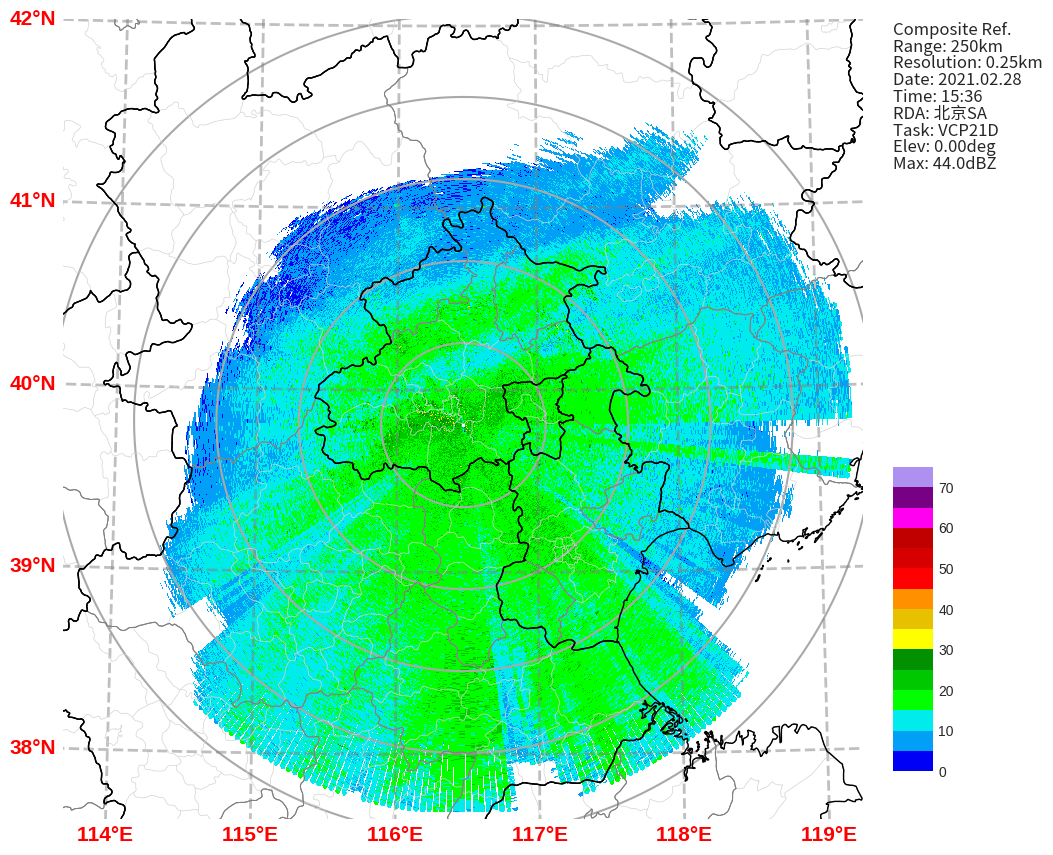 42°N
41°N
40°N
39°N
38°N
114°E
115°E
116°E
117°E
118°E
119°E
Composite Ref.
Range: 250km
Resolution: 0.25km
Date: 2021.02.28
Time: 15:36
RDA: 北京SA
Task: VCP21D
Elev: 0.00deg
Max: 44.0dBZ
70
60
50
40
30
20
10
0